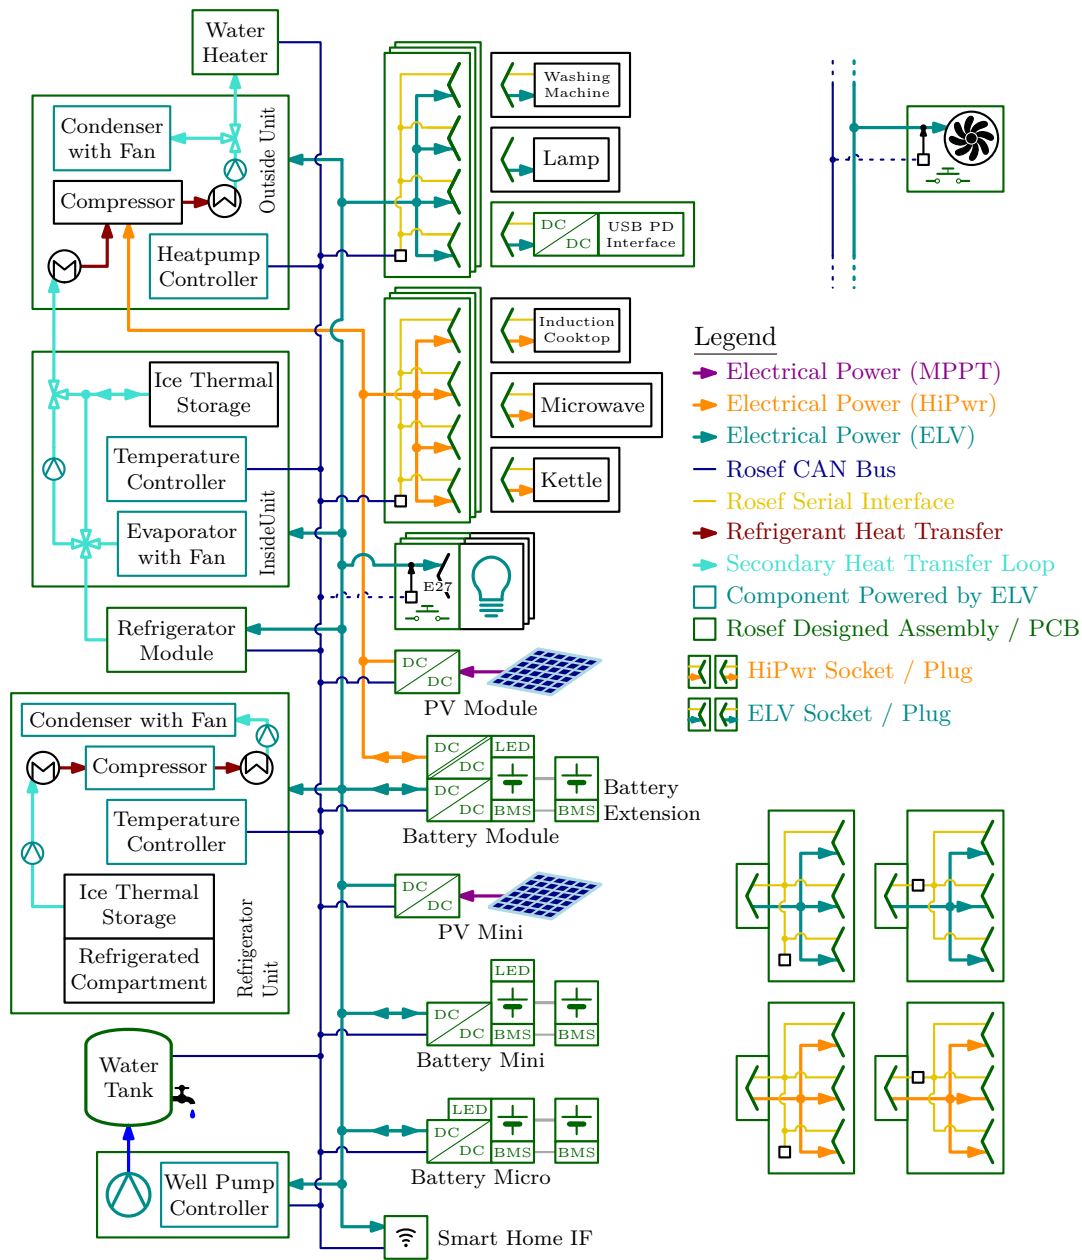 Water
Heater
Condenser
with Fan
Outside Unit
Compressor
Heatpump
Controller
Washing
Machine
Lamp
DC
DC
USB PD
Interface
Induction
Cooktop
Microwave
Kettle
Ice Thermal
Storage
Temperature
Controller
InsideUnit
Evaporator
with Fan
E27
Refrigerator
Module
DC
DC
PV Module
Condenser with Fan
Compressor
Temperature
Controller
Ice Thermal
Storage
Refrigerated
Compartment
Refrigerator
Unit
DC
DC
DC
DC
LED
BMS
BMS
Battery
Extension
Battery Module
DC
DC
PV Mini
LED
DC
DC
BMS
BMS
Battery Mini
Water
Tank
LED
DC
DC
BMS
BMS
Battery Micro
Well Pump
Controller
Smart Home IF
Legend
Electrical Power (MPPT)
Electrical Power (HiPwr)
Electrical Power (ELV)
Rosef CAN Bus
Rosef Serial Interface
Refrigerant Heat Transfer
Secondary Heat Transfer Loop
Component Powered by ELV
Rosef Designed Assembly / PCB
HiPwr Socket / Plug
ELV Socket / Plug